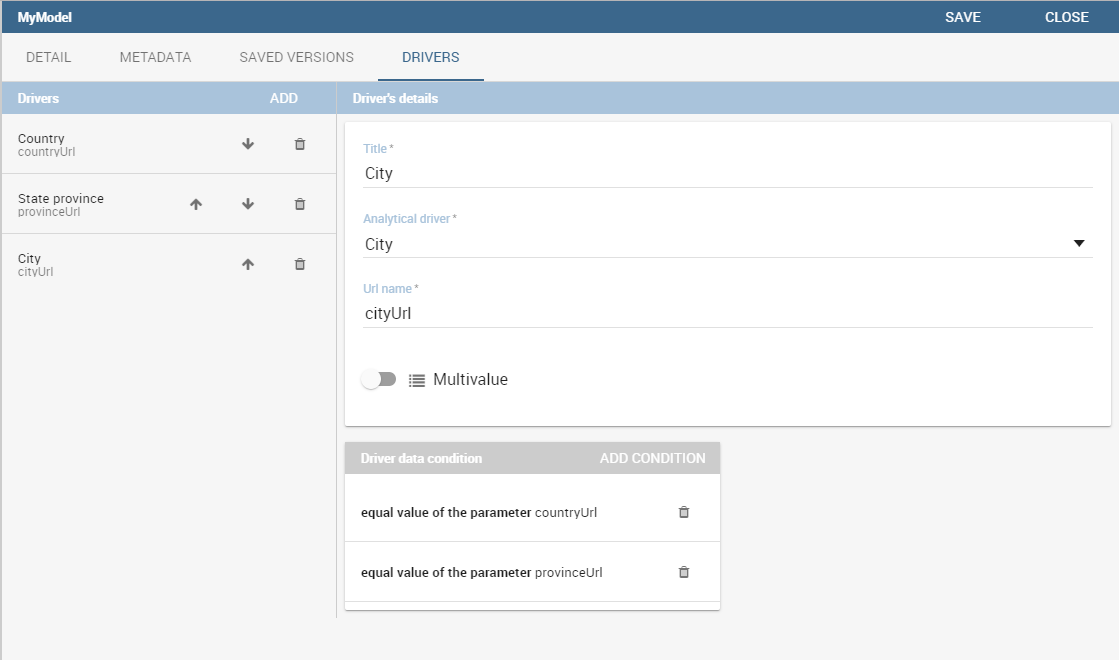 MyModel SAVE CLOSE
DETAIL METADATA SAVED VERSIONS DRIVERS
Drivers ADD
Country
countryUrl
State province
provinceUrl
City
cityUrl
Driver's details
Title *
City
Analytical driver *
City
Url name *
cityUrl
Multivalue
Driver data condition ADD CONDITION
equal value of the parameter countryUrl
equal value of the parameter provinceUrl